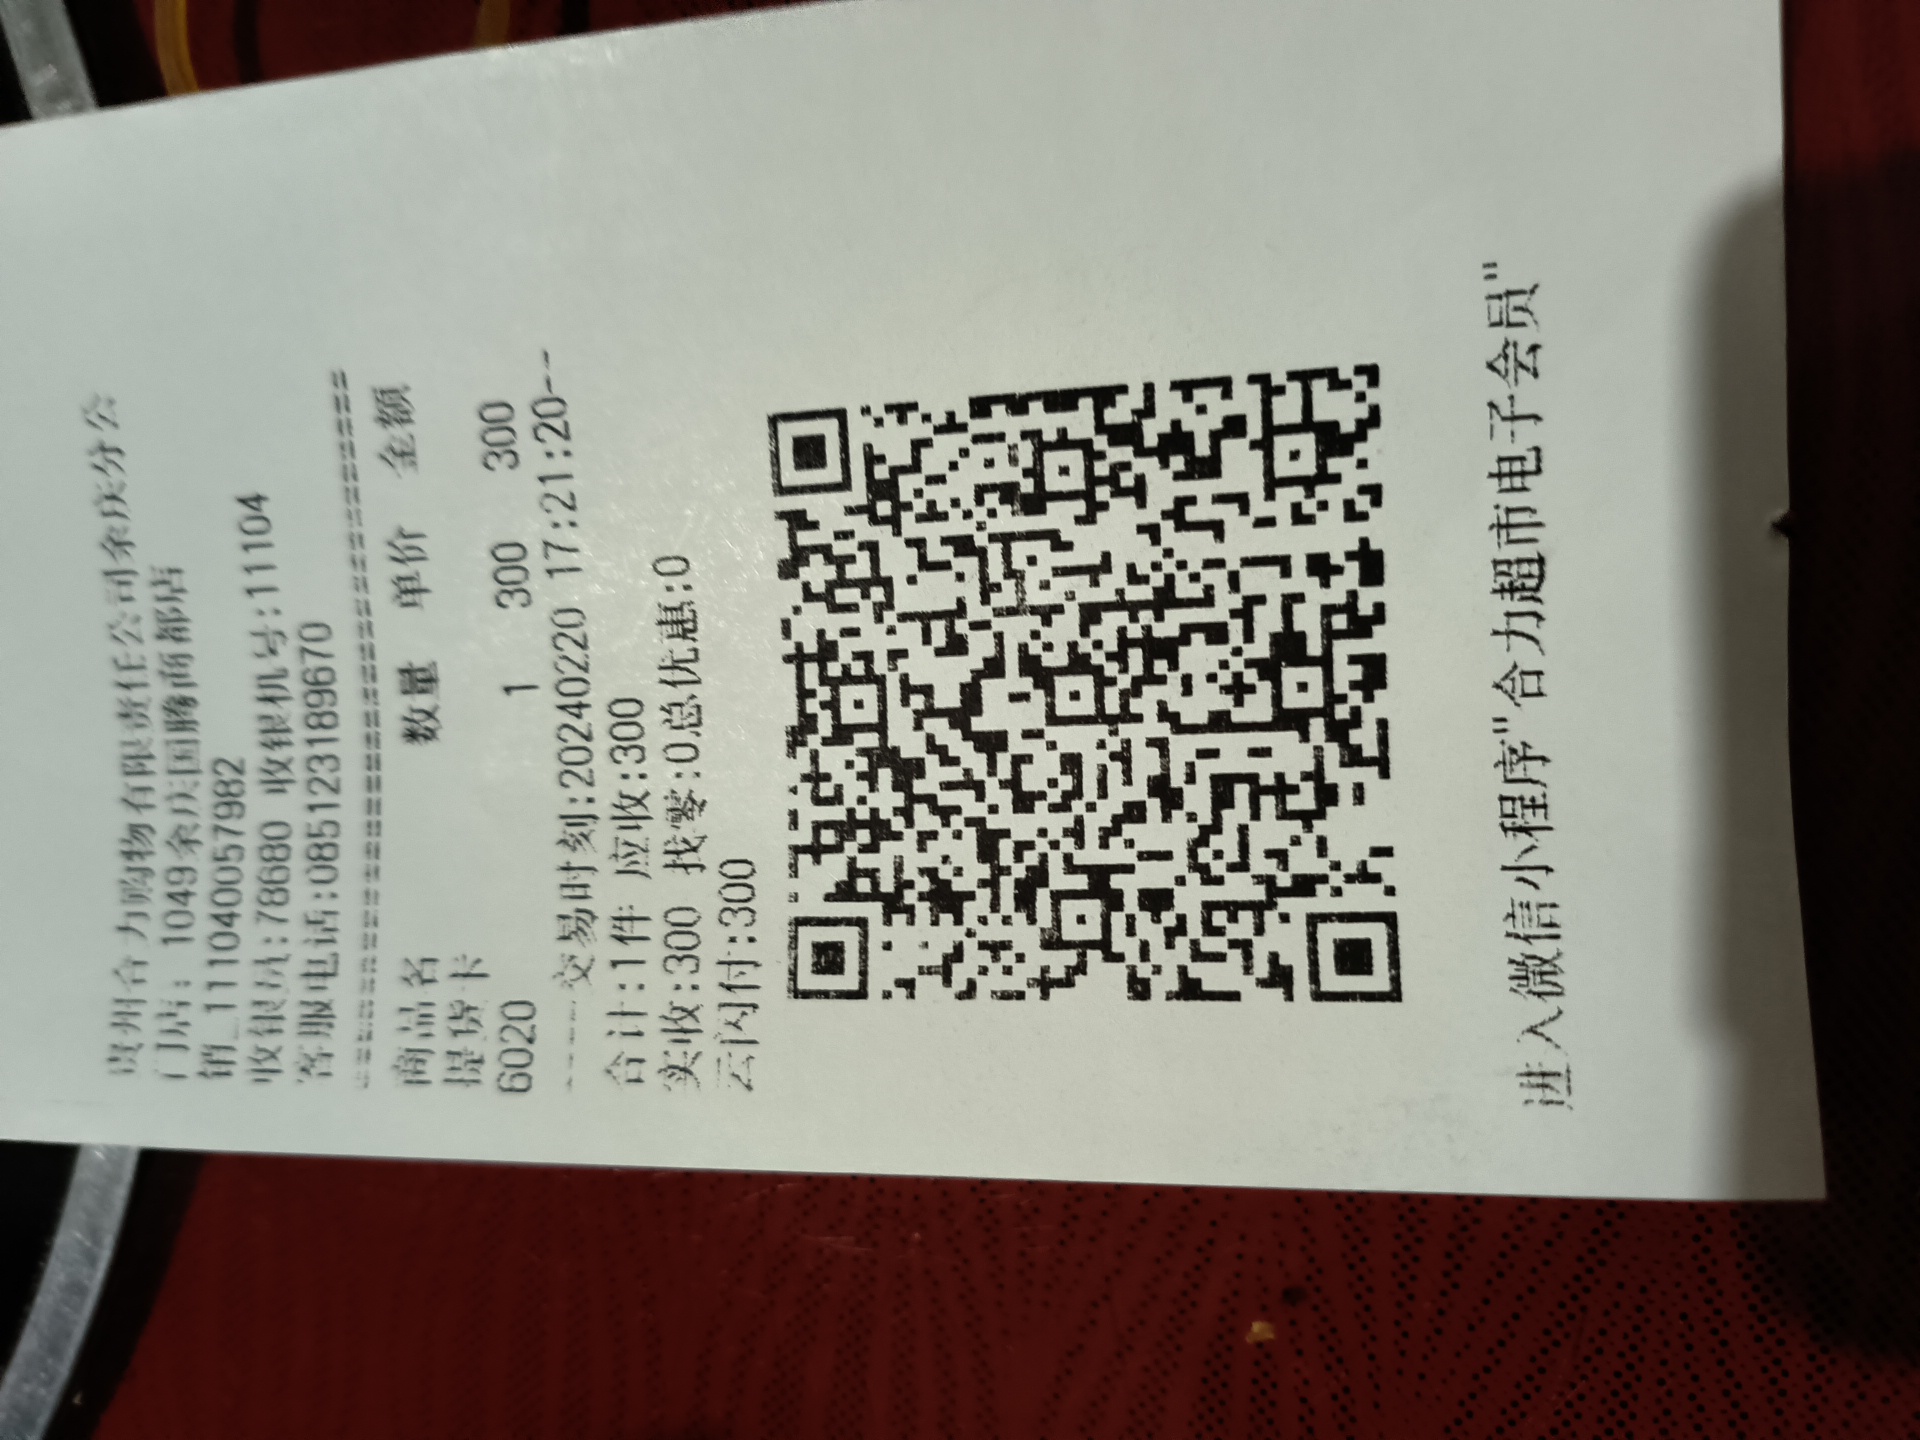 贵州合力购物有限责任公司余庆分公
门店: 1049余庆国腾商都店
销_111040057982
收银员:78680 收银机号:11104
客服电话:085123189670
================================
商品名 数量 单价 金额
提货卡
6020 1 300 300
----交易时刻:20240220 17:21:20--
合计:1件 应收:300
实收:300 找零:0总优惠:0
云闪付:300
进入微信小程序"合力超市电子会员"